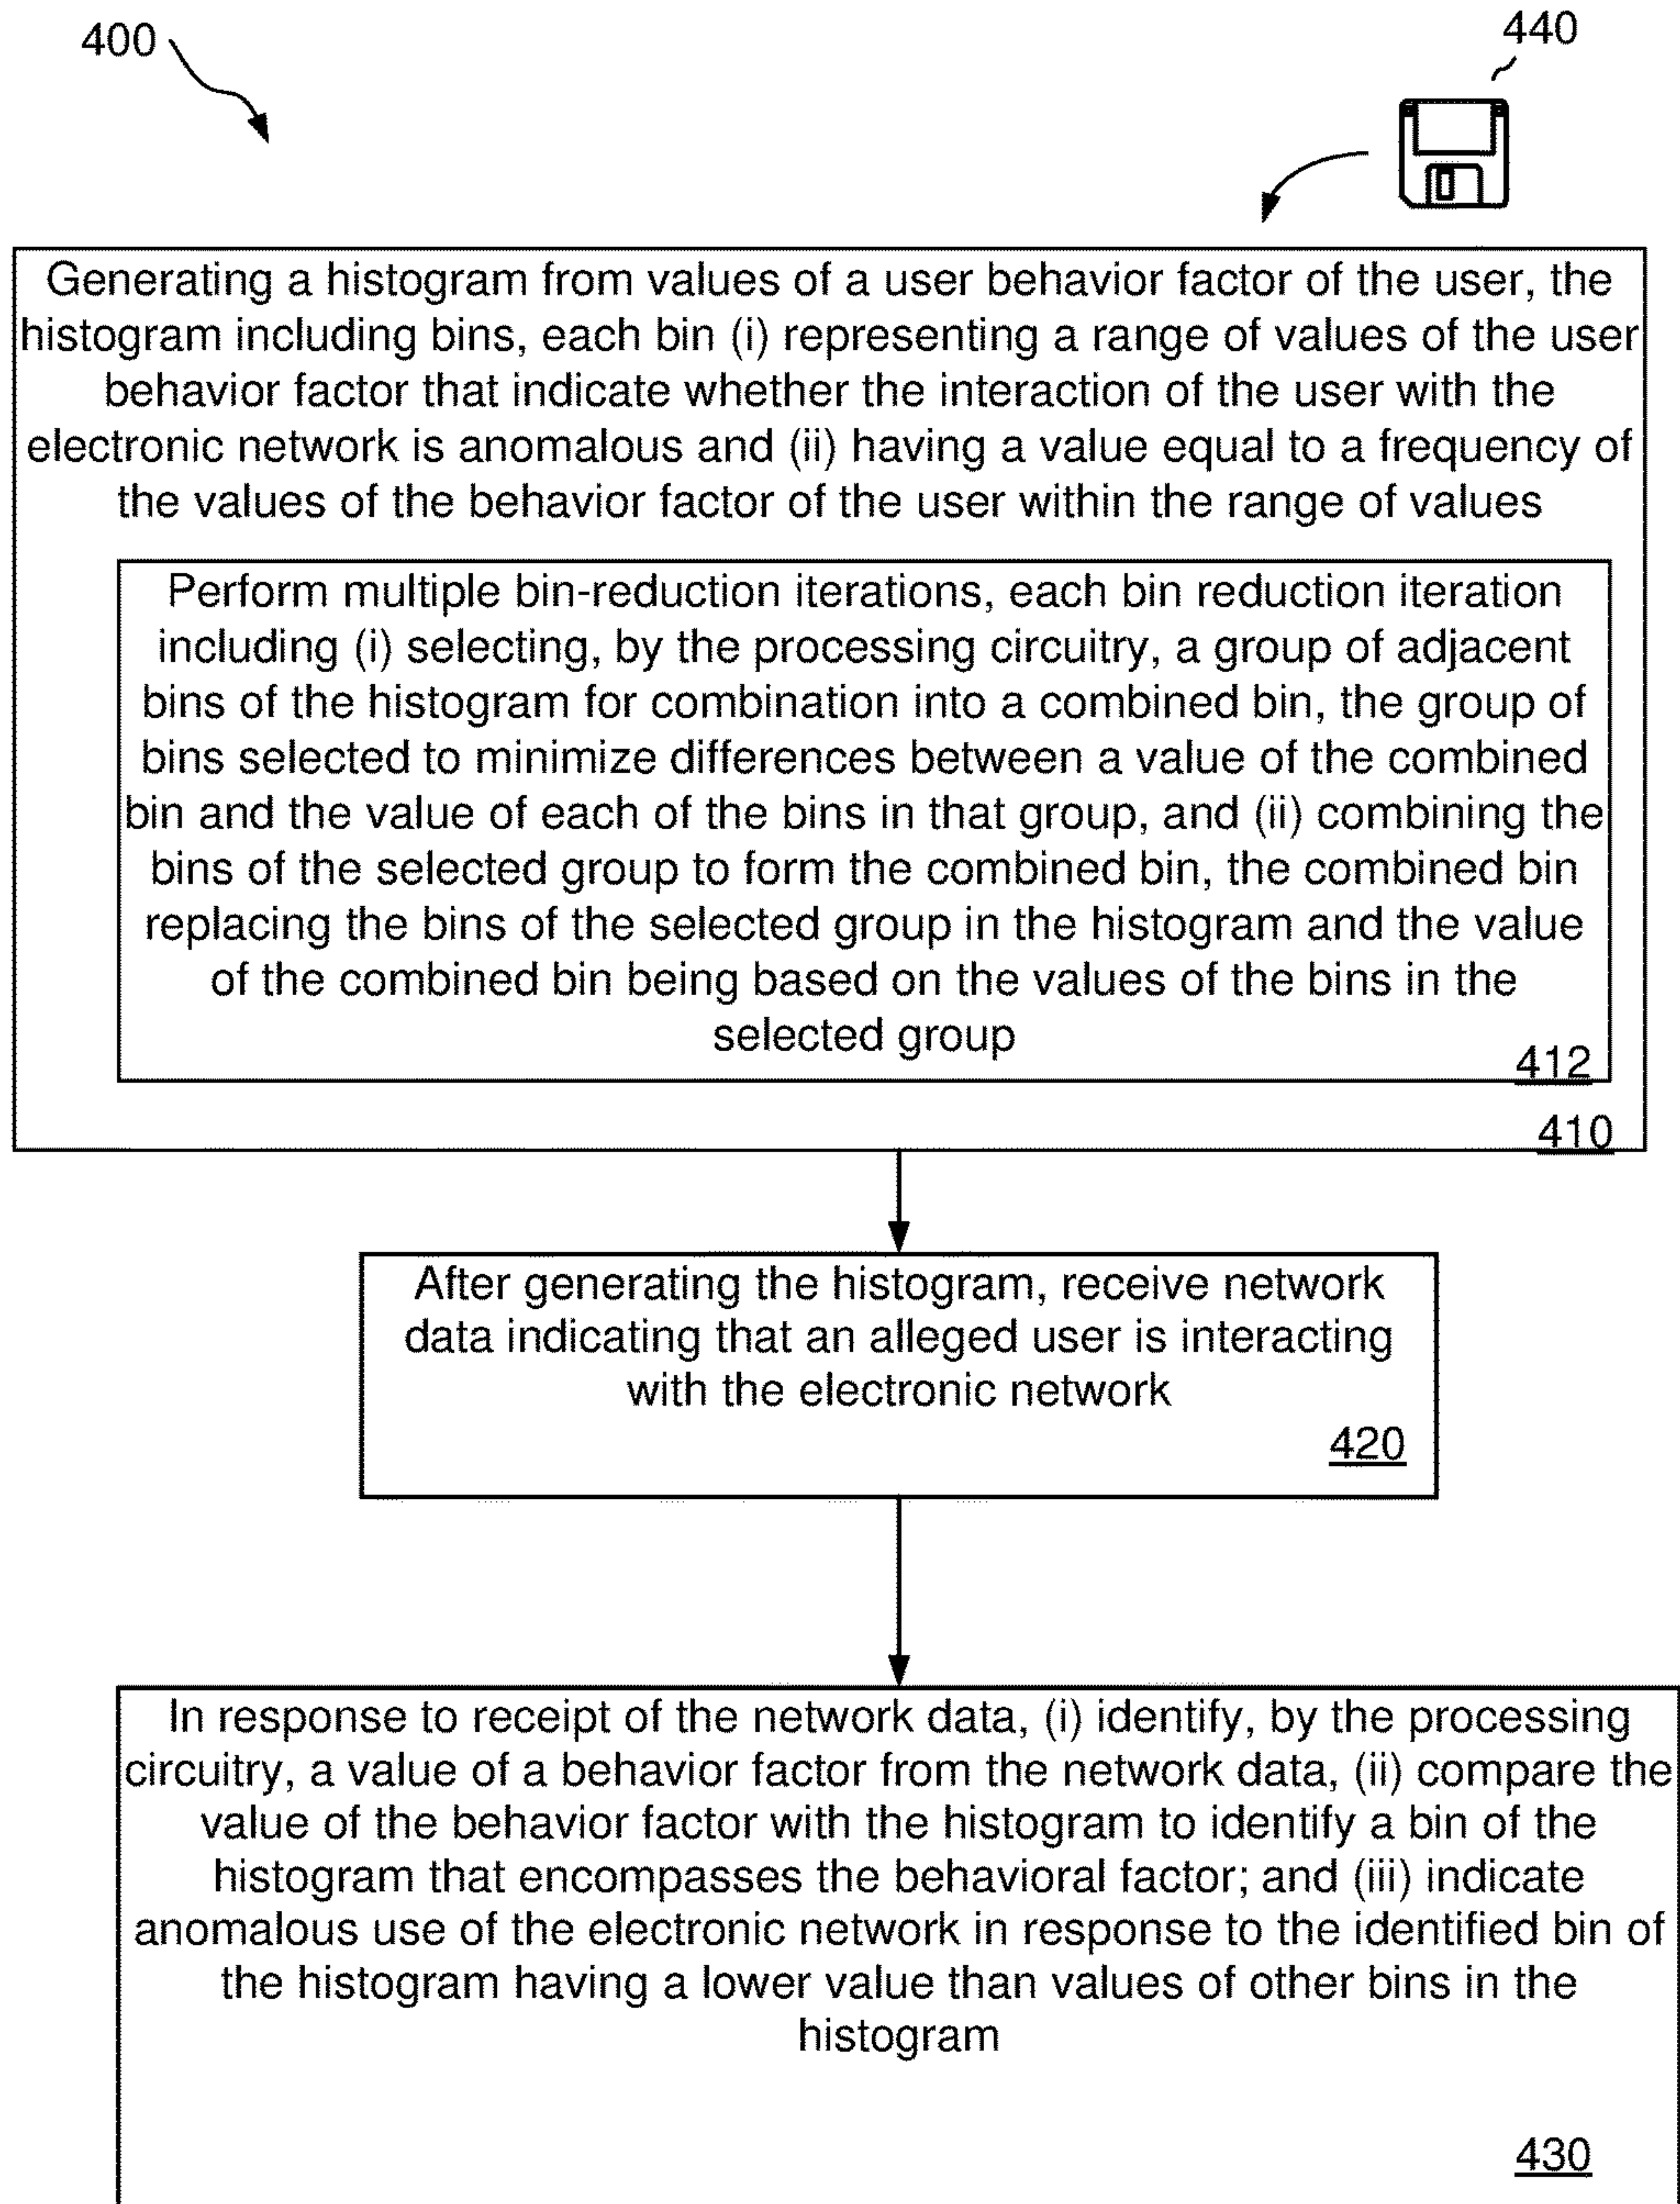 400
440
Generating a histogram from values of a user behavior factor of the user, the
histogram including bins, each bin (i) representing a range of values of the user
behavior factor that indicate whether the interaction of the user with the
electronic network is anomalous and (ii) having a value equal to a frequency of
the values of the behavior factor of the user within the range of values
Perform multiple bin-reduction iterations, each bin reduction iteration
including (i) selecting, by the processing circuitry, a group of adjacent
bins of the histogram for combination into a combined bin, the group of
bins selected to minimize differences between a value of the combined
bin and the value of each of the bins in that group, and (ii) combining the
bins of the selected group to form the combined bin, the combined bin
replacing the bins of the selected group in the histogram and the value
of the combined bin being based on the values of the bins in the
selected group
412
410
After generating the histogram, receive network
data indicating that an alleged user is interacting
with the electronic network
420
In response to receipt of the network data, (i) identify, by the processing
circuitry, a value of a behavior factor from the network data, (ii) compare the
value of the behavior factor with the histogram to identify a bin of the
histogram that encompasses the behavioral factor; and (iii) indicate
anomalous use of the electronic network in response to the identified bin of
the histogram having a lower value than values of other bins in the
histogram
430